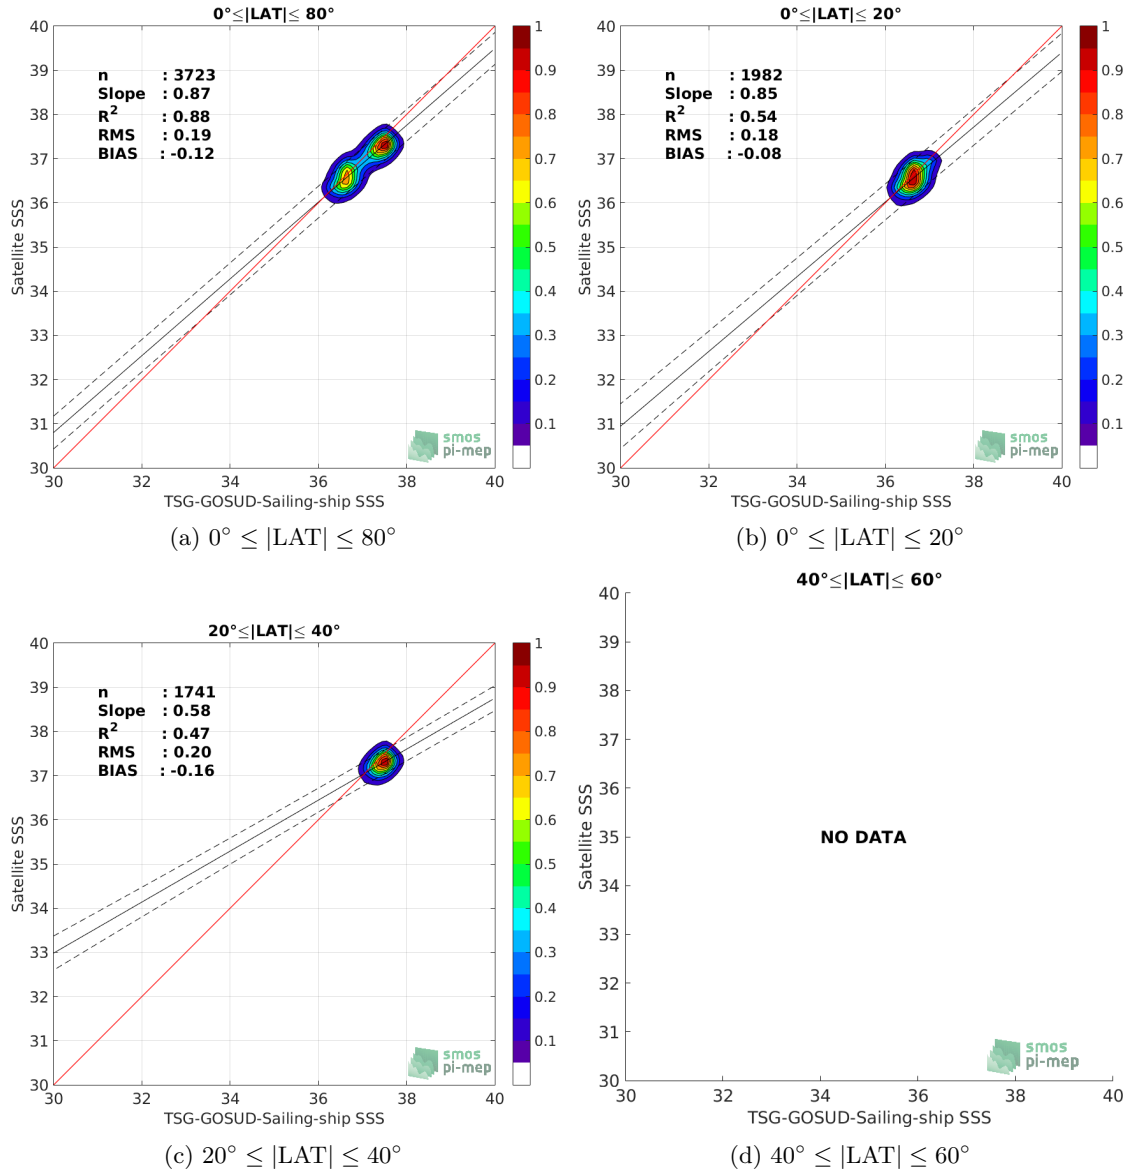 0°≤|LAT|≤ 80°
n : 3723
Slope : 0.87
R² : 0.88
RMS : 0.19
BIAS : -0.12
40
39
38
37
36
35
34
33
32
31
30
30 32 34 36 38 40
Satellite SSS
TSG-GOSUD-Sailing-ship SSS
1
0.9
0.8
0.7
0.6
0.5
0.4
0.3
0.2
0.1
smos
pi-mep
(a) 0° ≤ |LAT| ≤ 80°
0°≤|LAT|≤ 20°
n : 1982
Slope : 0.85
R² : 0.54
RMS : 0.18
BIAS : -0.08
40
39
38
37
36
35
34
33
32
31
30
30 32 34 36 38 40
Satellite SSS
TSG-GOSUD-Sailing-ship SSS
1
0.9
0.8
0.7
0.6
0.5
0.4
0.3
0.2
0.1
smos
pi-mep
(b) 0° ≤ |LAT| ≤ 20°
20°≤|LAT|≤ 40°
n : 1741
Slope : 0.58
R² : 0.47
RMS : 0.20
BIAS : -0.16
40
39
38
37
36
35
34
33
32
31
30
30 32 34 36 38 40
Satellite SSS
TSG-GOSUD-Sailing-ship SSS
1
0.9
0.8
0.7
0.6
0.5
0.4
0.3
0.2
0.1
smos
pi-mep
(c) 20° ≤ |LAT| ≤ 40°
40°≤|LAT|≤ 60°
40
39
38
37
36
35
34
33
32
31
30
30 32 34 36 38 40
Satellite SSS
NO DATA
TSG-GOSUD-Sailing-ship SSS
smos
pi-mep
(d) 40° ≤ |LAT| ≤ 60°